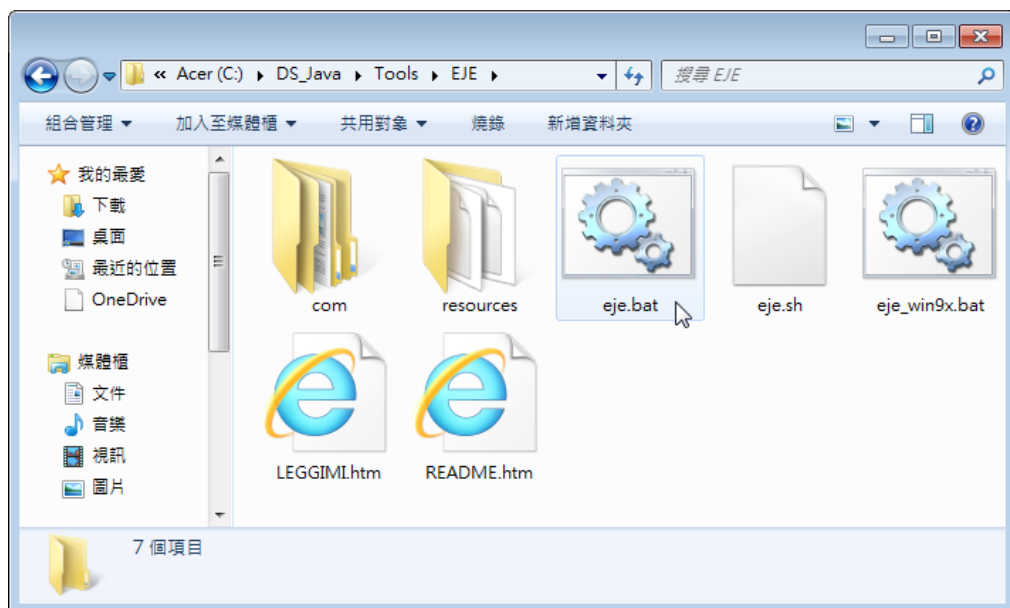 « Acer (C:) ▸ DS_Java ▸ Tools ▸ EJE ▸
搜尋 EJE
組合管理 ▼ 加入至媒體櫃 ▼ 共用對象 ▼ 燒錄 新增資料夾
我的最愛
下載
桌面
最近的位置
OneDrive
媒體櫃
文件
音樂
視訊
圖片
com resources eje.bat eje.sh eje_win9x.bat
LEGGIMI.htm README.htm
7 個項目